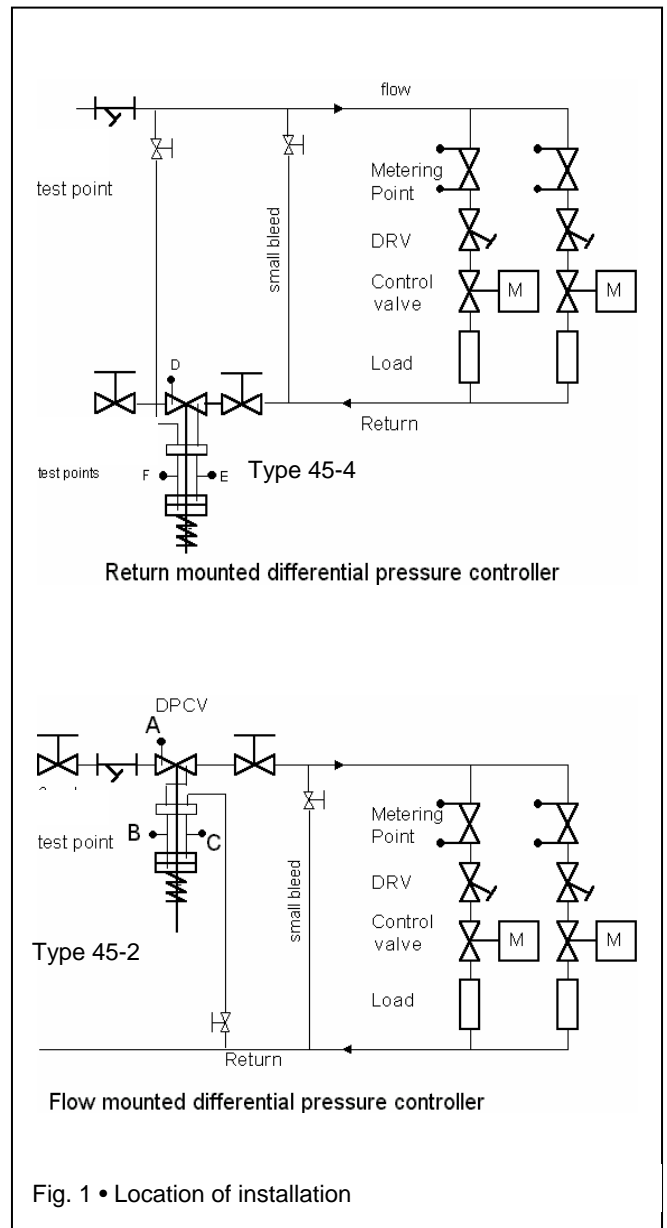 flow
test point
small bleed
Metering
Point
DRV
Control
valve
M
M
Load
D
Return
test points
F
E
Type 45-4
Return mounted differential pressure controller
DPCV
A
test point
B
C
small bleed
Metering
Point
DRV
Control
valve
M
M
Type 45-2
Load
Return
Flow mounted differential pressure controller
Fig. 1 • Location of installation